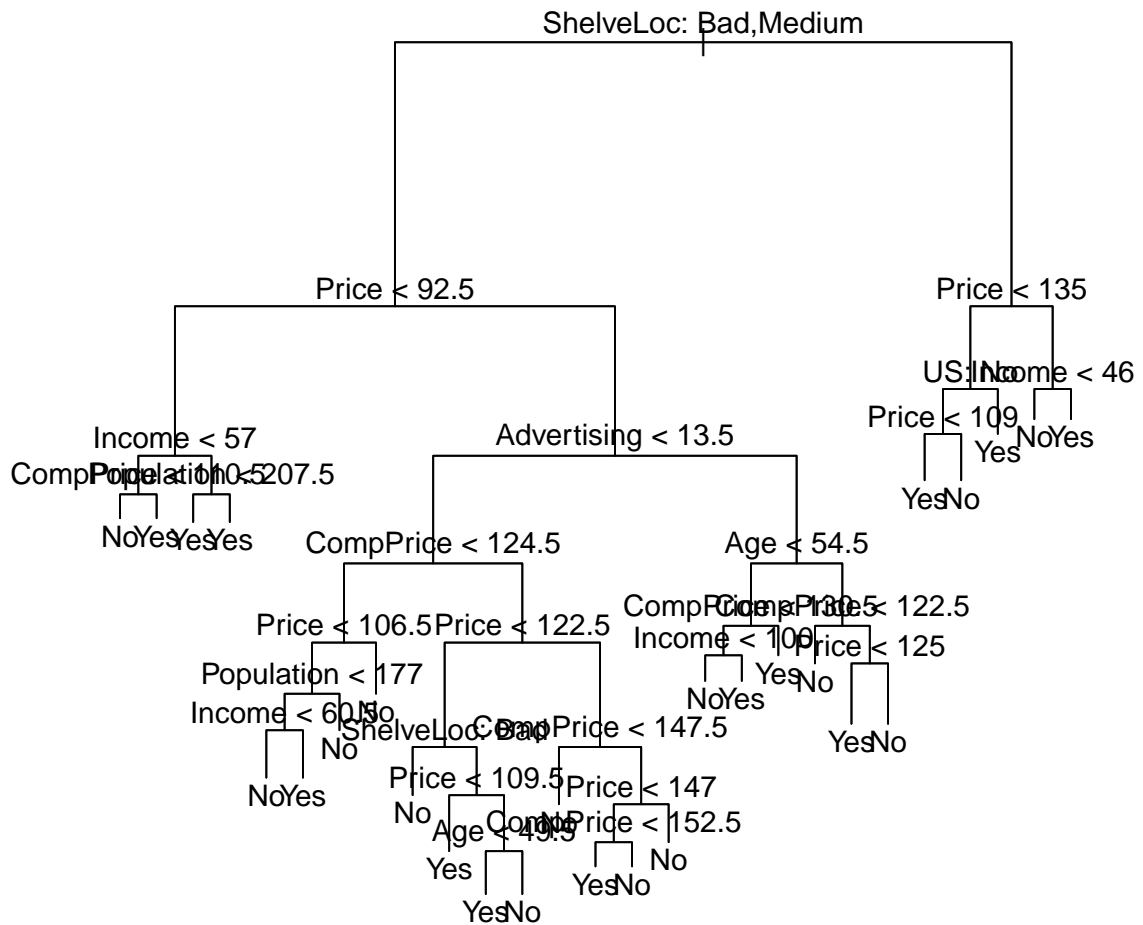 ShelveLoc: Bad,Medium
Price < 92.5
Price < 135
US: No
Income < 46
Price < 109
No
Yes
Yes
Yes
No
Income < 57
Advertising < 13.5
CompPrice < 110.5
Population < 207.5
No
Yes
Yes
Yes
CompPrice < 124.5
Age < 54.5
CompPrice < 130.5
CompPrice < 122.5
Price < 106.5
Price < 122.5
Income < 100
Price < 125
Population < 177
Yes
No
No
Yes
No
Income < 60.5
No
ShelveLoc: Bad
CompPrice < 147.5
Yes
No
No
Price < 109.5
Price < 147
No
Yes
No
No
Age < 49.5
CompPrice < 152.5
Yes
No
Yes
No
Yes
No